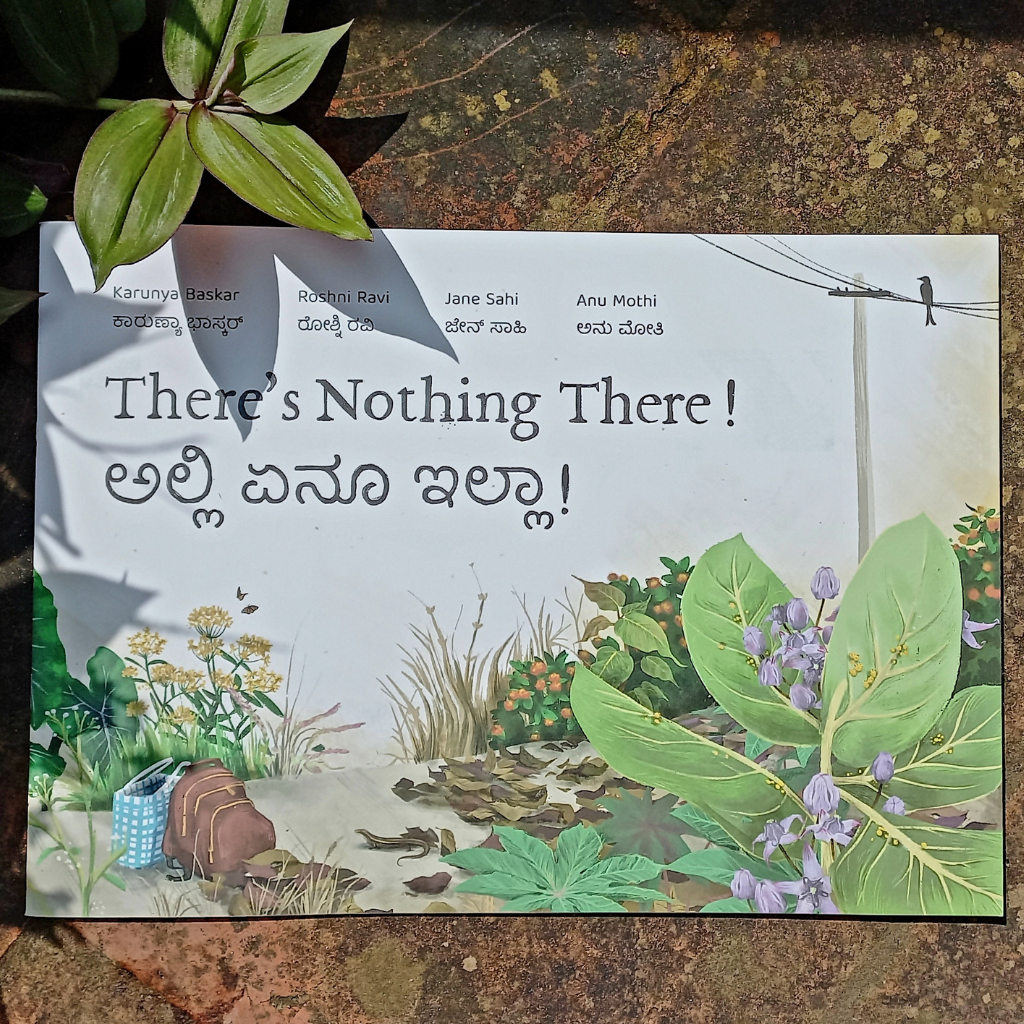 Karunya Baskar Roshni Ravi Jane Sahi Anu Mothi
ಕಾರುಣ್ಯಾ ಭಾಸ್ಕರ್ ರೋಶ್ನಿ ರವಿ ಜೇನ್ ಸಾಹಿ ಅನು ಮೋತಿ
There's Nothing There!
ಅಲ್ಲಿ ಏನೂ ಇಲ್ಲಾ!